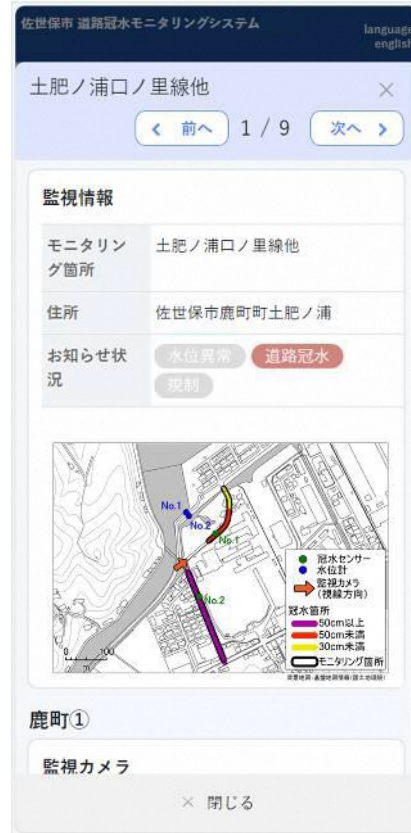 佐世保市 道路冠水モニタリングシステム
language
english
土肥ノ浦口ノ里線他
×
< 前へ 1 / 9 次へ >
監視情報
モニタリン
グ箇所
土肥ノ浦口ノ里線他
住所
佐世保市鹿町町土肥ノ浦
お知らせ状
況
水位異常 道路冠水
規制
No.1
No.2
No.1
No.2
冠水センサー
水位計
監視カメラ
(視線方向)
冠水箇所
50cm以上
50cm未満
30cm未満
モニタリング箇所
0 100
m
鹿町①
監視カメラ
× 閉じる